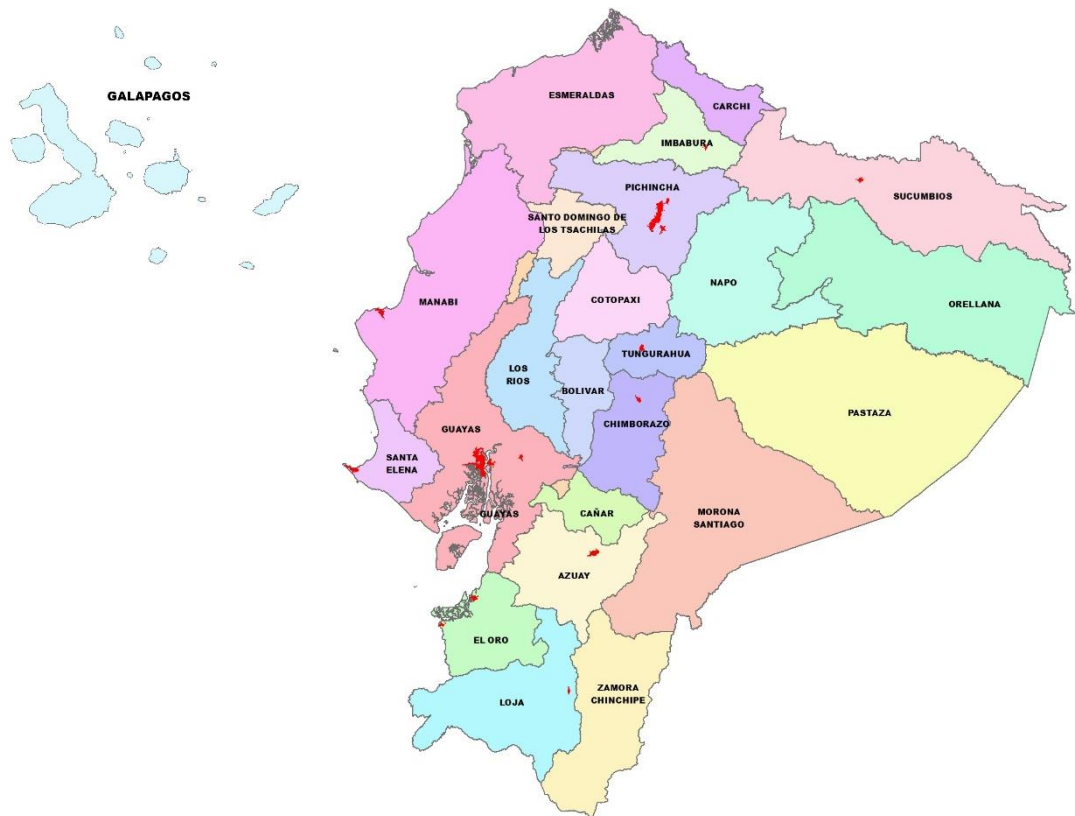 GALAPAGOS
ESMERALDAS
CARCHI
IMBABURA
PICHINCHA
SUCUMBIOS
SANTO DOMINGO DE
LOS TSACHILAS
MANABI
COTOPAXI
NAPO
ORELLANA
TUNGURAHUA
LOS
RIOS
BOLIVAR
PASTAZA
CHIMBORAZO
GUAYAS
SANTA
ELENA
GUAYAS
CAÑAR
MORONA
SANTIAGO
AZUAY
EL ORO
ZAMORA
CHINCHIPE
LOJA